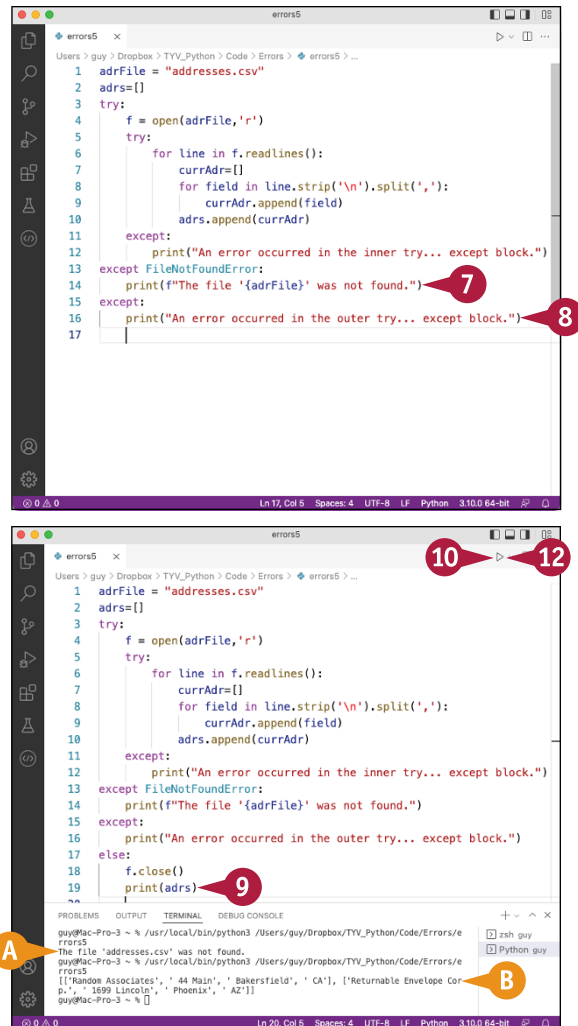 errors5
errors5 ×
Users > guy > Dropbox > TYV_Python > Code > Errors > errors5 > ...
1 adrFile = "addresses.csv"
2 adrs=[]
3 try:
4 f = open(adrFile,'r')
5 try:
6 for line in f.readlines():
7 currAdr=[]
8 for field in line.strip('\n').split(','):
9 currAdr.append(field)
10 adrs.append(currAdr)
11 except:
12 print("An error occurred in the inner try... except block.")
13 except FileNotFoundError:
14 print(f"The file '{adrFile}' was not found.") 7
15 except:
16 print("An error occurred in the outer try... except block.") 8
17
0 0 Ln 17, Col 5 Spaces: 4 UTF-8 LF Python 3.10.0 64-bit
errors5
errors5 × 10 12
Users > guy > Dropbox > TYV_Python > Code > Errors > errors5 > ...
1 adrFile = "addresses.csv"
2 adrs=[]
3 try:
4 f = open(adrFile,'r')
5 try:
6 for line in f.readlines():
7 currAdr=[]
8 for field in line.strip('\n').split(','):
9 currAdr.append(field)
10 adrs.append(currAdr)
11 except:
12 print("An error occurred in the inner try... except block.")
13 except FileNotFoundError:
14 print(f"The file '{adrFile}' was not found.")
15 except:
16 print("An error occurred in the outer try... except block.")
17 else:
18 f.close()
19 print(adrs) 9
PROBLEMS OUTPUT TERMINAL DEBUG CONSOLE
guy@Mac-Pro-3 ~ % /usr/local/bin/python3 /Users/guy/Dropbox/TYV_Python/Code/Errors/e
rrors5
A The file 'addresses.csv' was not found.
guy@Mac-Pro-3 ~ % /usr/local/bin/python3 /Users/guy/Dropbox/TYV_Python/Code/Errors/e
rrors5
[['Random Associates', ' 44 Main', ' Bakersfield', ' CA'], ['Returnable Envelope Cor B
p.', ' 1699 Lincoln', ' Phoenix', ' AZ']]
guy@Mac-Pro-3 ~ %
zsh guy
Python guy
0 0 Ln 20, Col 5 Spaces: 4 UTF-8 LF Python 3.10.0 64-bit